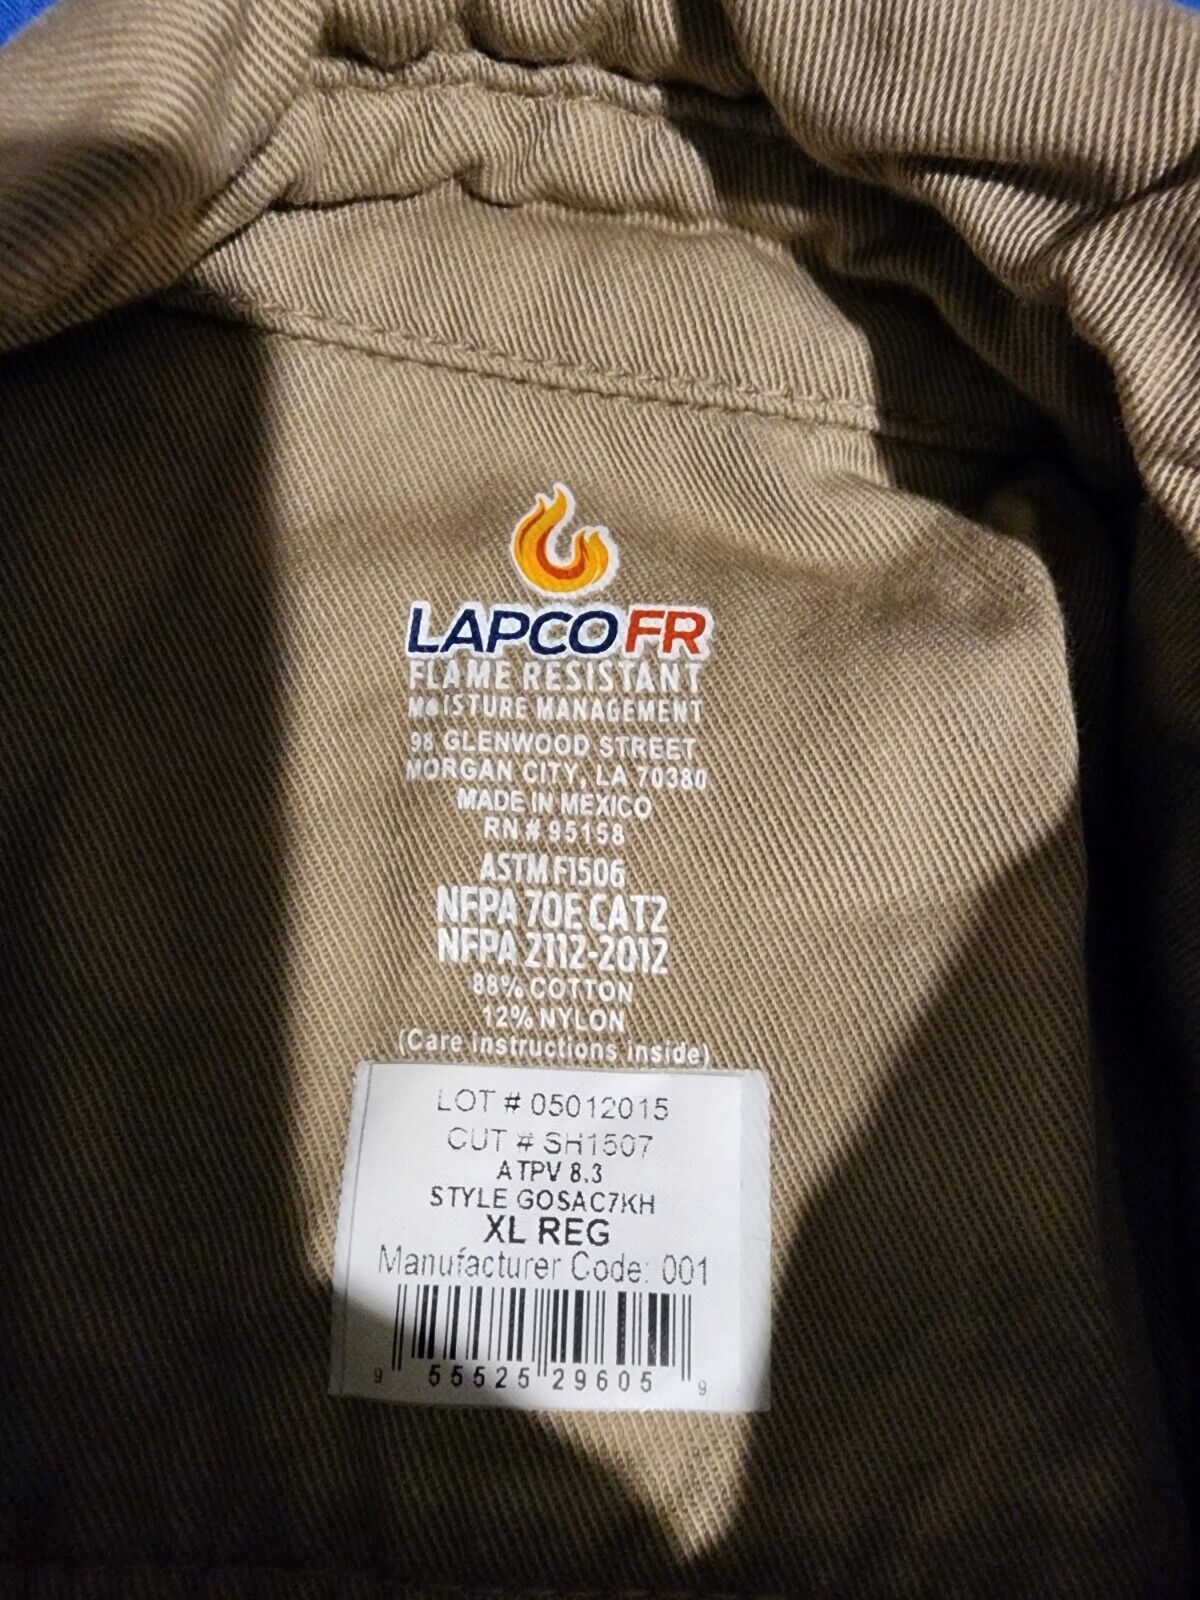 LAPCO FR
FLAME RESISTANT
MOISTURE MANAGEMENT
98 GLENWOOD STREET
MORGAN CITY, LA 70380
MADE IN MEXICO
RN # 95158
ASTM F1506
NFPA 70E CAT2
NFPA 2112-2012
88% COTTON
12% NYLON
(Care instructions inside)
LOT # 05012015
CUT # SH1507
ATPV 8.3
STYLE GOSAC7KH
XL REG
Manufacturer Code: 001
9 55525 29605 9